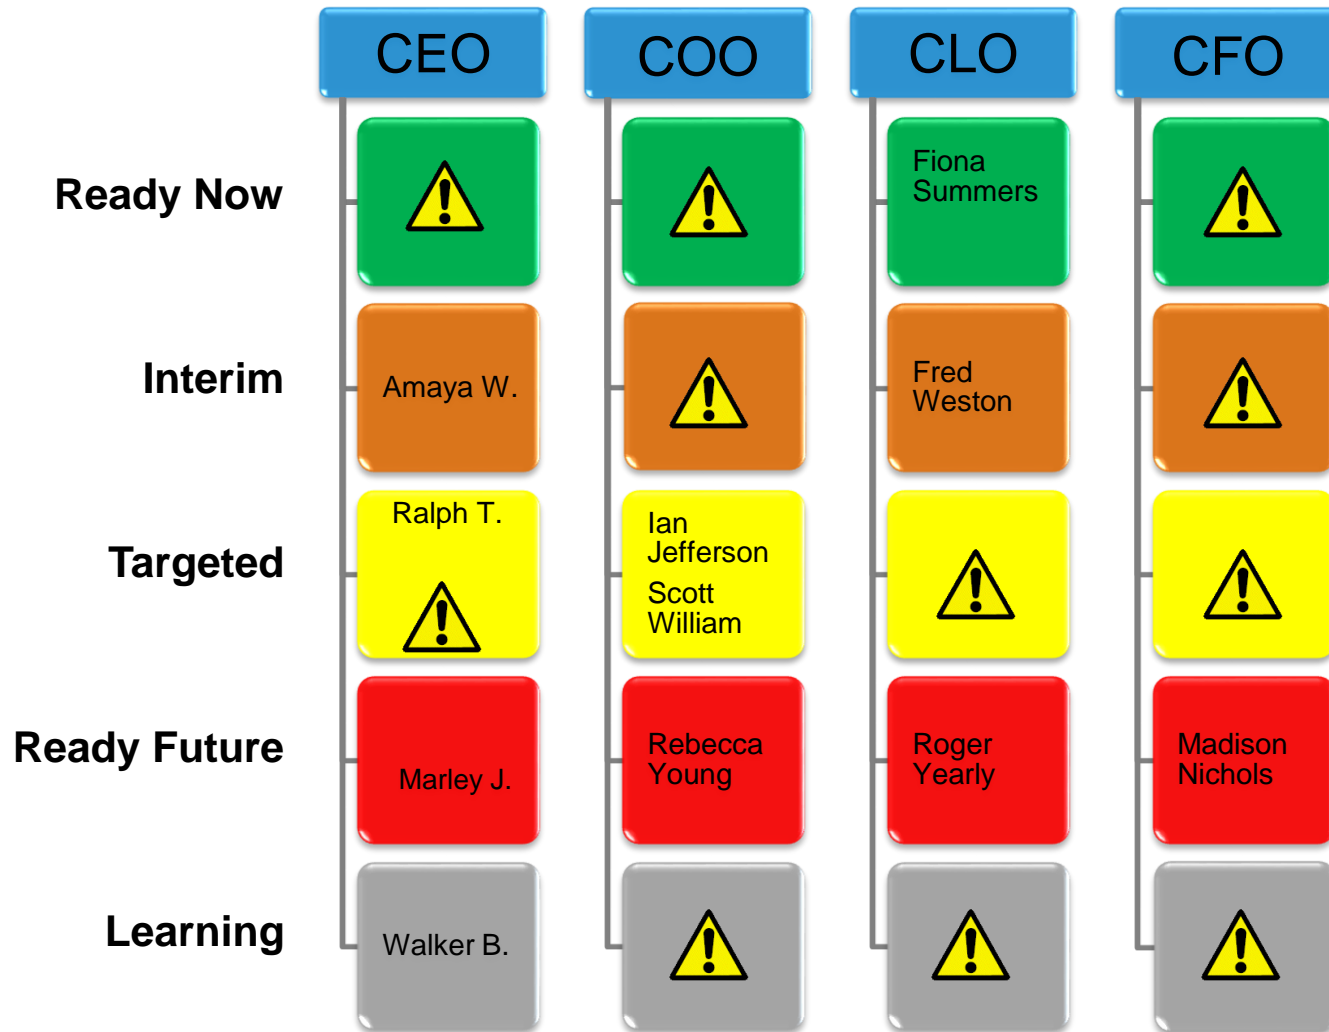 CEO
COO
CLO
CFO
Ready Now
Fiona
Summers
Interim
Amaya W.
Fred
Weston
Targeted
Ralph T.
Ian
Jefferson
Scott
William
Ready Future
Marley J.
Rebecca
Young
Roger
Yearly
Madison
Nichols
Learning
Walker B.